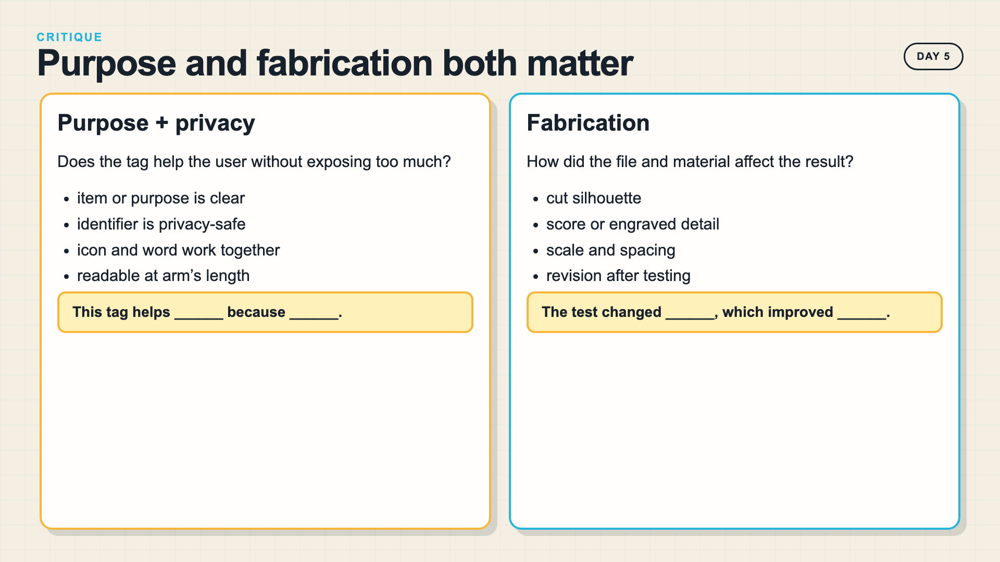 CRITIQUE
Purpose and fabrication both matter
DAY 5
Purpose + privacy
Does the tag help the user without exposing too much?
• item or purpose is clear
• identifier is privacy-safe
• icon and word work together
• readable at arm’s length
This tag helps ______ because ______.
Fabrication
How did the file and material affect the result?
• cut silhouette
• score or engraved detail
• scale and spacing
• revision after testing
The test changed ______, which improved ______.